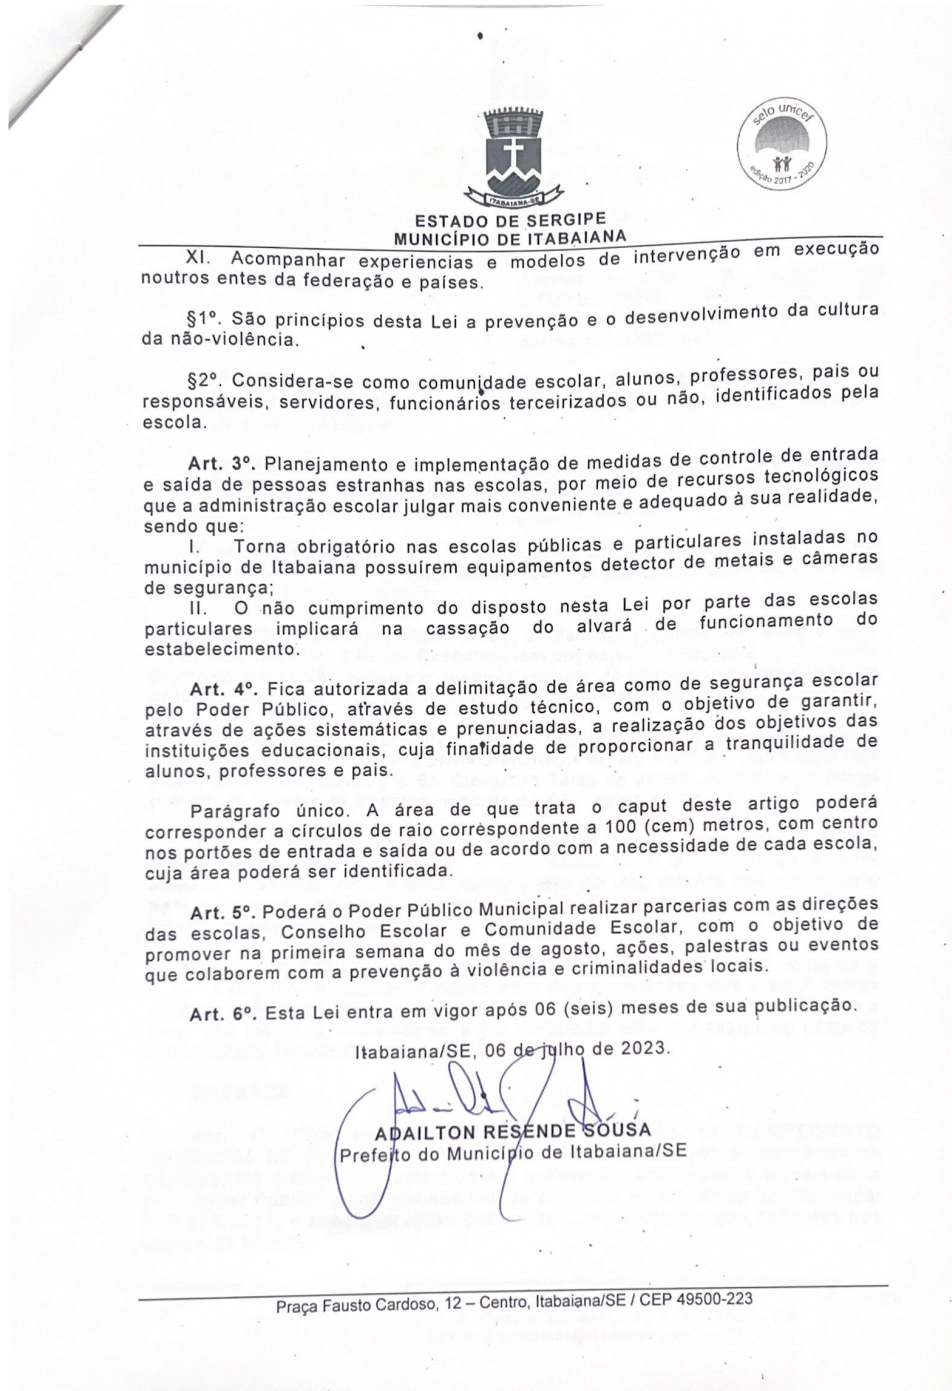 selo unicef
edição 2017 - 2020
ITABAIANA-SE
ESTADO DE SERGIPE
MUNICÍPIO DE ITABAIANA
XI. Acompanhar experiencias e modelos de intervenção em execução
noutros entes da federação e países.
§1º. São princípios desta Lei a prevenção e o desenvolvimento da cultura
da não-violência.
§2º. Considera-se como comunidade escolar, alunos, professores, pais ou
responsáveis, servidores, funcionários terceirizados ou não, identificados pela
escola.
Art. 3º. Planejamento e implementação de medidas de controle de entrada
e saída de pessoas estranhas nas escolas, por meio de recursos tecnológicos
que a administração escolar julgar mais conveniente e adequado à sua realidade,
sendo que:
I. Torna obrigatório nas escolas públicas e particulares instaladas no
município de Itabaiana possuírem equipamentos detector de metais e câmeras
de segurança;
II. O não cumprimento do disposto nesta Lei por parte das escolas
particulares implicará na cassação do alvará de funcionamento do
estabelecimento.
Art. 4º. Fica autorizada a delimitação de área como de segurança escolar
pelo Poder Público, através de estudo técnico, com o objetivo de garantir,
através de ações sistemáticas e prenunciadas, a realização dos objetivos das
instituições educacionais, cuja finalidade de proporcionar a tranquilidade de
alunos, professores e pais.
Parágrafo único. A área de que trata o caput deste artigo poderá
corresponder a círculos de raio correspondente a 100 (cem) metros, com centro
nos portões de entrada e saída ou de acordo com a necessidade de cada escola,
cuja área poderá ser identificada.
Art. 5º. Poderá o Poder Público Municipal realizar parcerias com as direções
das escolas, Conselho Escolar e Comunidade Escolar, com o objetivo de
promover na primeira semana do mês de agosto, ações, palestras ou eventos
que colaborem com a prevenção à violência e criminalidades locais.
Art. 6º. Esta Lei entra em vigor após 06 (seis) meses de sua publicação.
Itabaiana/SE, 06 de julho de 2023.
ADAILTON RESENDE SOUSA
Prefeito do Município de Itabaiana/SE
Praça Fausto Cardoso, 12 – Centro, Itabaiana/SE / CEP 49500-223